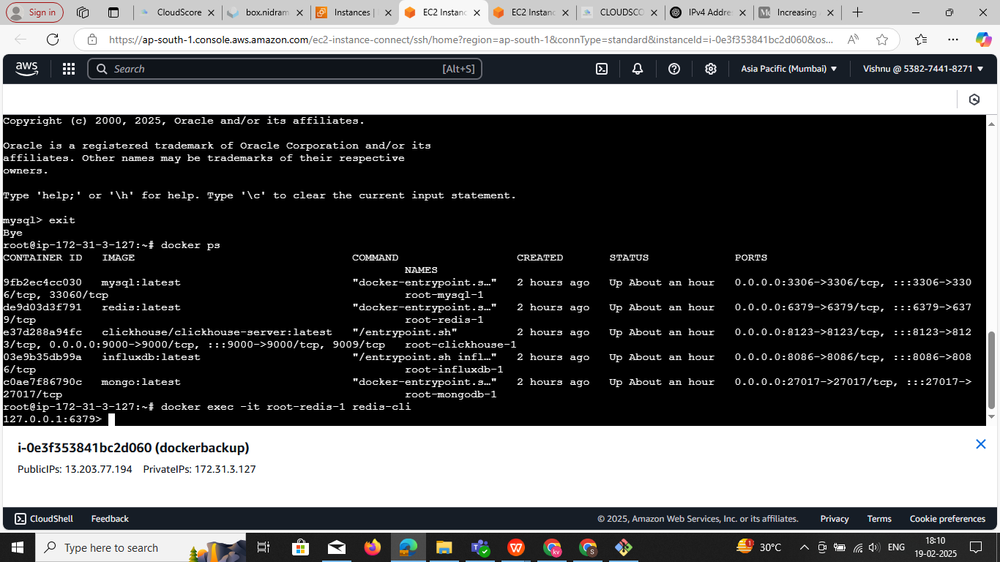 Sign in
CloudScore
box.nidram.
Instances |
EC2 Instanc
EC2 Instanc
CLOUDSCO
IPv4 Addre
Increasing
https://ap-south-1.console.aws.amazon.com/ec2-instance-connect/ssh/home?region=ap-south-1&connType=standard&instanceId=i-0e3f353841bc2d060&os...
aws
Search [Alt+S]
Asia Pacific (Mumbai)
Vishnu @ 5382-7441-8271
Copyright (c) 2000, 2025, Oracle and/or its affiliates.
Oracle is a registered trademark of Oracle Corporation and/or its
affiliates. Other names may be trademarks of their respective
owners.
Type 'help;' or '\h' for help. Type '\c' to clear the current input statement.
mysql> exit
Bye
root@ip-172-31-3-127:~# docker ps
CONTAINER ID IMAGE COMMAND CREATED STATUS PORTS
NAMES
9fb2ec4cc030 mysql:latest "docker-entrypoint.s…" 2 hours ago Up About an hour 0.0.0.0:3306->3306/tcp, :::3306->330
6/tcp, 33060/tcp root-mysql-1
de9d03d3f791 redis:latest "docker-entrypoint.s…" 2 hours ago Up About an hour 0.0.0.0:6379->6379/tcp, :::6379->637
9/tcp root-redis-1
e37d288a94fc clickhouse/clickhouse-server:latest "/entrypoint.sh" 2 hours ago Up About an hour 0.0.0.0:8123->8123/tcp, :::8123->812
3/tcp, 0.0.0.0:9000->9000/tcp, :::9000->9000/tcp, 9009/tcp root-clickhouse-1
03e9b35db99a influxdb:latest "/entrypoint.sh infl…" 2 hours ago Up About an hour 0.0.0.0:8086->8086/tcp, :::8086->808
6/tcp root-influxdb-1
c0ae7f86790c mongo:latest "docker-entrypoint.s…" 2 hours ago Up About an hour 0.0.0.0:27017->27017/tcp, :::27017->
27017/tcp root-mongodb-1
root@ip-172-31-3-127:~# docker exec -it root-redis-1 redis-cli
127.0.0.1:6379>
i-0e3f353841bc2d060 (dockerbackup)
PublicIPs: 13.203.77.194 PrivateIPs: 172.31.3.127
CloudShell Feedback © 2025, Amazon Web Services, Inc. or its affiliates. Privacy Terms Cookie preferences
Type here to search
30°C
ENG
18:10
19-02-2025